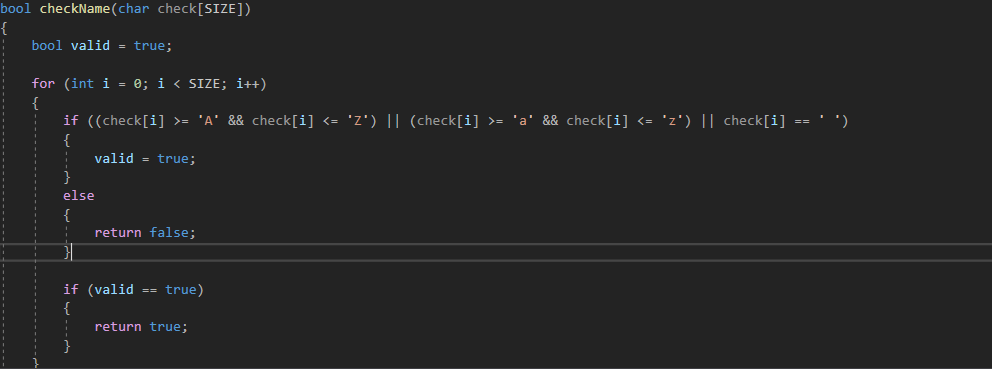 bool checkName(char check[SIZE])
{
bool valid = true;
for (int i = 0; i < SIZE; i++)
{
if ((check[i] >= 'A' && check[i] <= 'Z') || (check[i] >= 'a' && check[i] <= 'z') || check[i] == ' ')
{
valid = true;
}
else
{
return false;
}
if (valid == true)
{
return true;
}
}